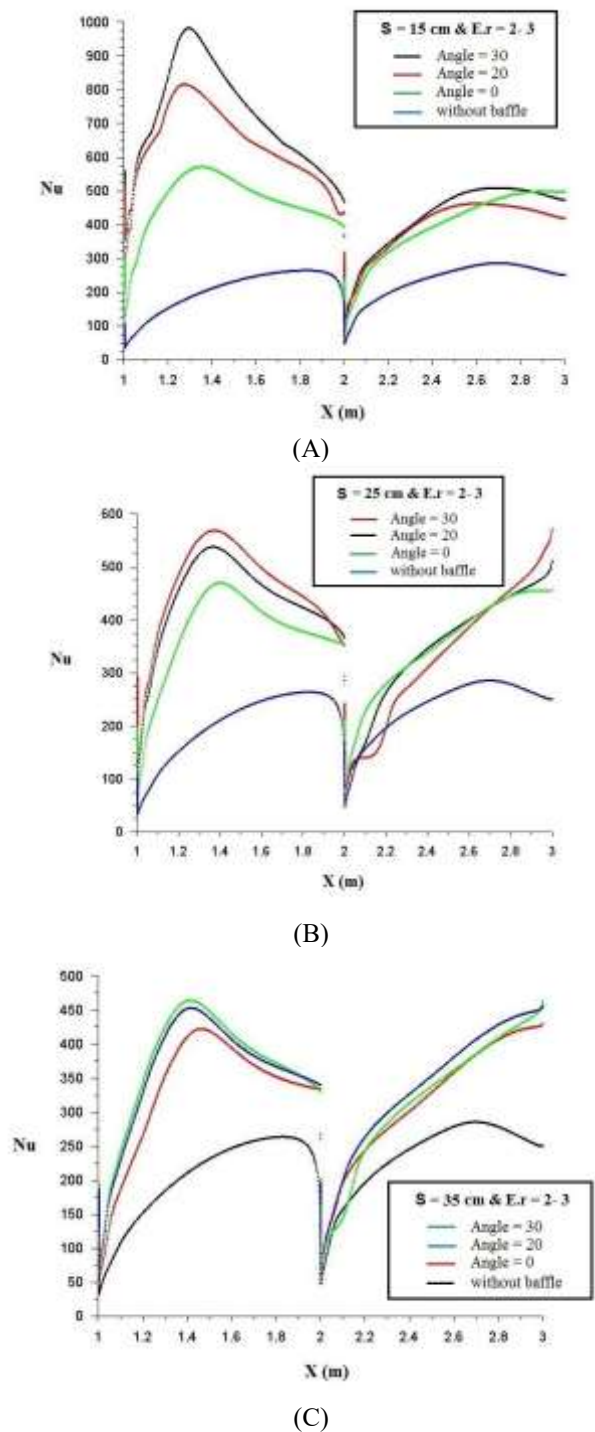 S = 15 cm & E.r = 2- 3
Angle = 30
Angle = 20
Angle = 0
without baffle
1000
900
800
700
600
500
400
300
200
100
0
Nu
1 1.2 1.4 1.6 1.8 2 2.2 2.4 2.6 2.8 3
X (m)
(A)
S = 25 cm & E.r = 2- 3
Angle = 30
Angle = 20
Angle = 0
without baffle
600
500
400
300
200
100
0
Nu
1 1.2 1.4 1.6 1.8 2 2.2 2.4 2.6 2.8 3
X (m)
(B)
500
450
400
350
300
250
200
150
100
50
0
Nu
S = 35 cm & E.r = 2- 3
Angle = 30
Angle = 20
Angle = 0
without baffle
1 1.2 1.4 1.6 1.8 2 2.2 2.4 2.6 2.8 3
X (m)
(C)